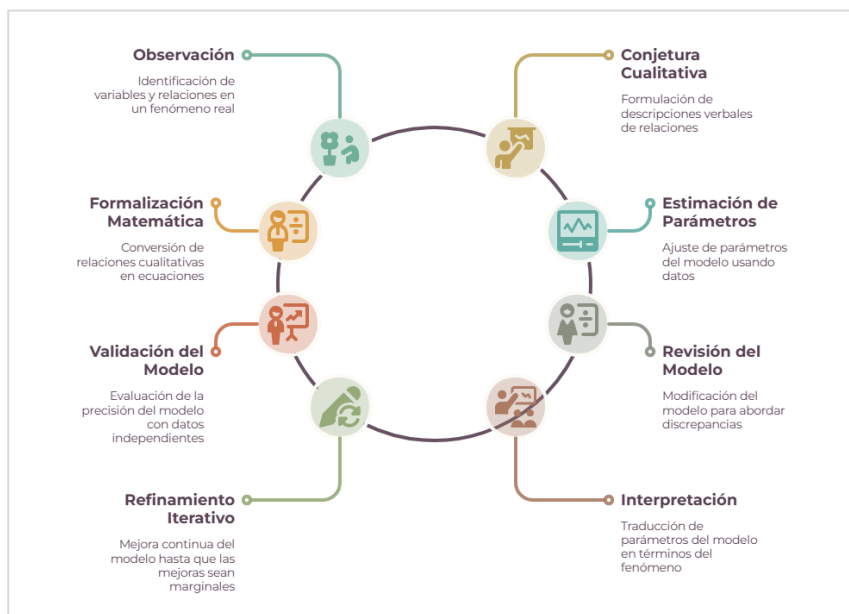 Observación
Identificación de
variables y relaciones en
un fenómeno real
Conjetura
Cualitativa
Formulación de
descripciones verbales
de relaciones
Formalización
Matemática
Conversión de
relaciones cualitativas
en ecuaciones
Estimación de
Parámetros
Ajuste de parámetros
del modelo usando
datos
Validación del
Modelo
Evaluación de la
precisión del modelo
con datos
independientes
Revisión del
Modelo
Modificación del
modelo para abordar
discrepancias
Refinamiento
Iterativo
Mejora continua del
modelo hasta que las
mejoras sean
marginales
Interpretación
Traducción de
parámetros del modelo
en términos del
fenómeno